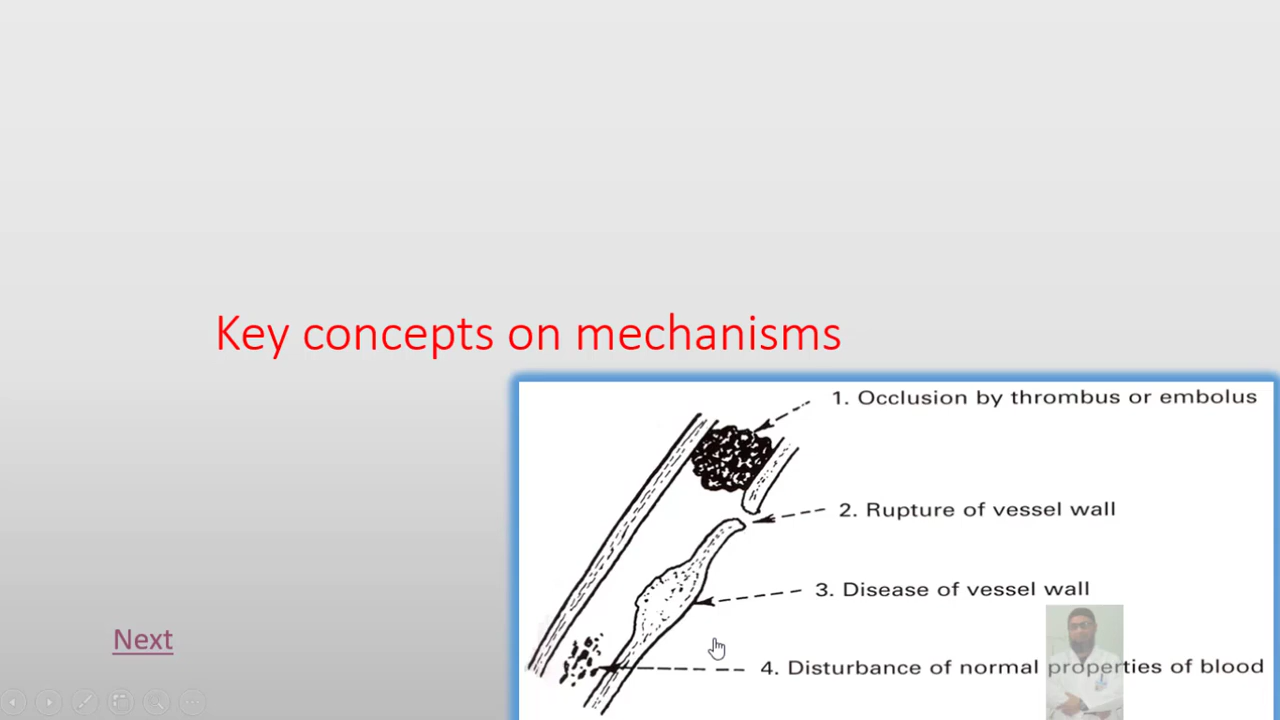 Key concepts on mechanisms
1. Occlusion by thrombus or embolus
2. Rupture of vessel wall
3. Disease of vessel wall
4. Disturbance of normal properties of blood
Next